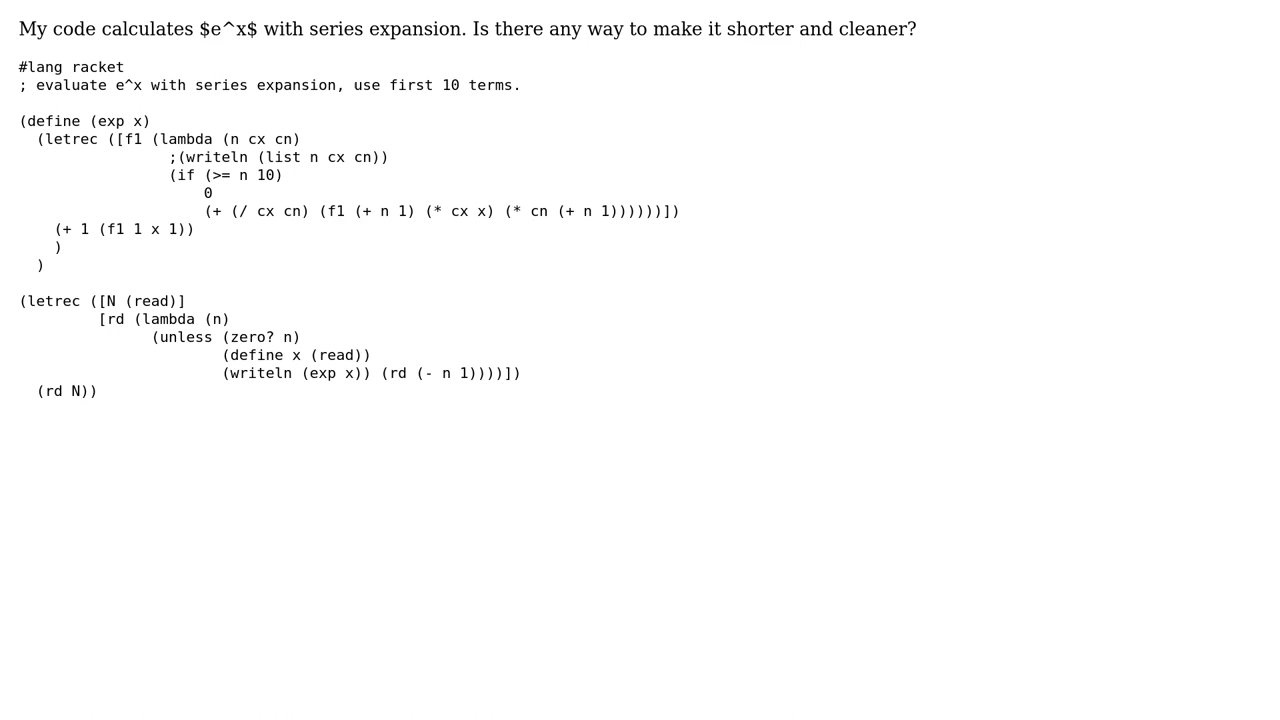 My code calculates $e^x$ with series expansion. Is there any way to make it shorter and cleaner?
#lang racket
; evaluate e^x with series expansion, use first 10 terms.
(define (exp x)
  (letrec ([f1 (lambda (n cx cn)
                 ;(writeln (list n cx cn))
                 (if (>= n 10)
                     0
                     (+ (/ cx cn) (f1 (+ n 1) (* cx x) (* cn (+ n 1))))))])
    (+ 1 (f1 1 x 1))
    )
  )
(letrec ([N (read)]
         [rd (lambda (n)
               (unless (zero? n)
                       (define x (read))
                       (writeln (exp x)) (rd (- n 1))))])
  (rd N))